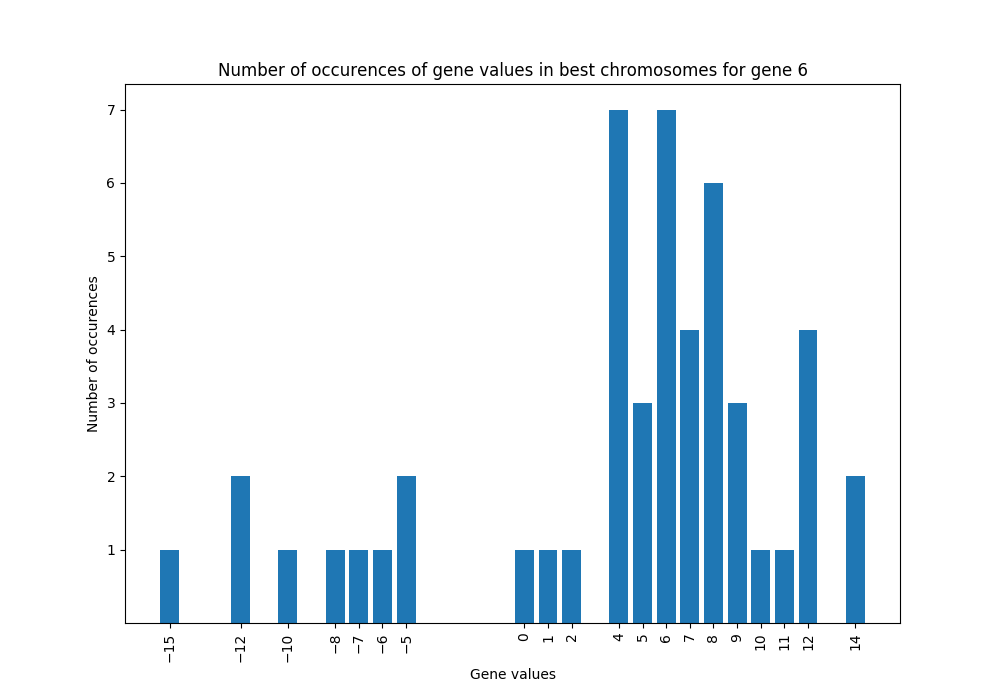 Number of occurences of gene values in best chromosomes for gene 6
7
6
5
4
3
2
1
Number of occurences
−15 −12 −10 −8 −7 −6 −5 0 1 2 4 5 6 7 8 9 10 11 12 14
Gene values